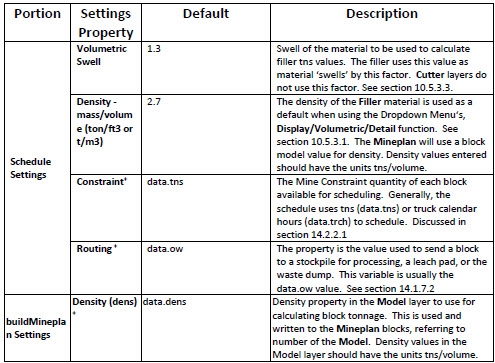 Portion
Settings
Property
Default
Description
Schedule
Settings
Volumetric
Swell
1.3
Swell of the material to be used to calculate
filler tns values. The filler uses this value as
material ‘swells’ by this factor. Cutter layers do
not use this factor. See section 10.5.3.3.
Density -
mass/volum
e (ton/ft3 or
t/m3)
2.7
The density of the Filler material is used as a
default when using the Dropdown Menu’s,
Display/Volumetric/Detail function. See
section 10.5.3.1. The Mineplan will use a block
model value for density. Density values entered
should have the units tns/volume.
Constraint+
data.tns
The Mine Constraint quantity of each block
available for scheduling. Generally, the
schedule uses tns (data.tns) or truck calendar
hours (data.trch) to schedule. Discussed in
section 14.2.2.1
Routing +
data.ow
The property is the value used to send a block
to a stockpile for processing, a leach pad, or the
waste dump. This variable is usually the
data.ow value. See section 14.1.7.2
buildMinepla
n Settings
Density (dens)
+
data.dens
Density property in the Model layer to use for
calculating block tonnage. This is used and
written to the Mineplan blocks, referring to
number of the Model. Density values in the
Model layer should have the units tns/volume.